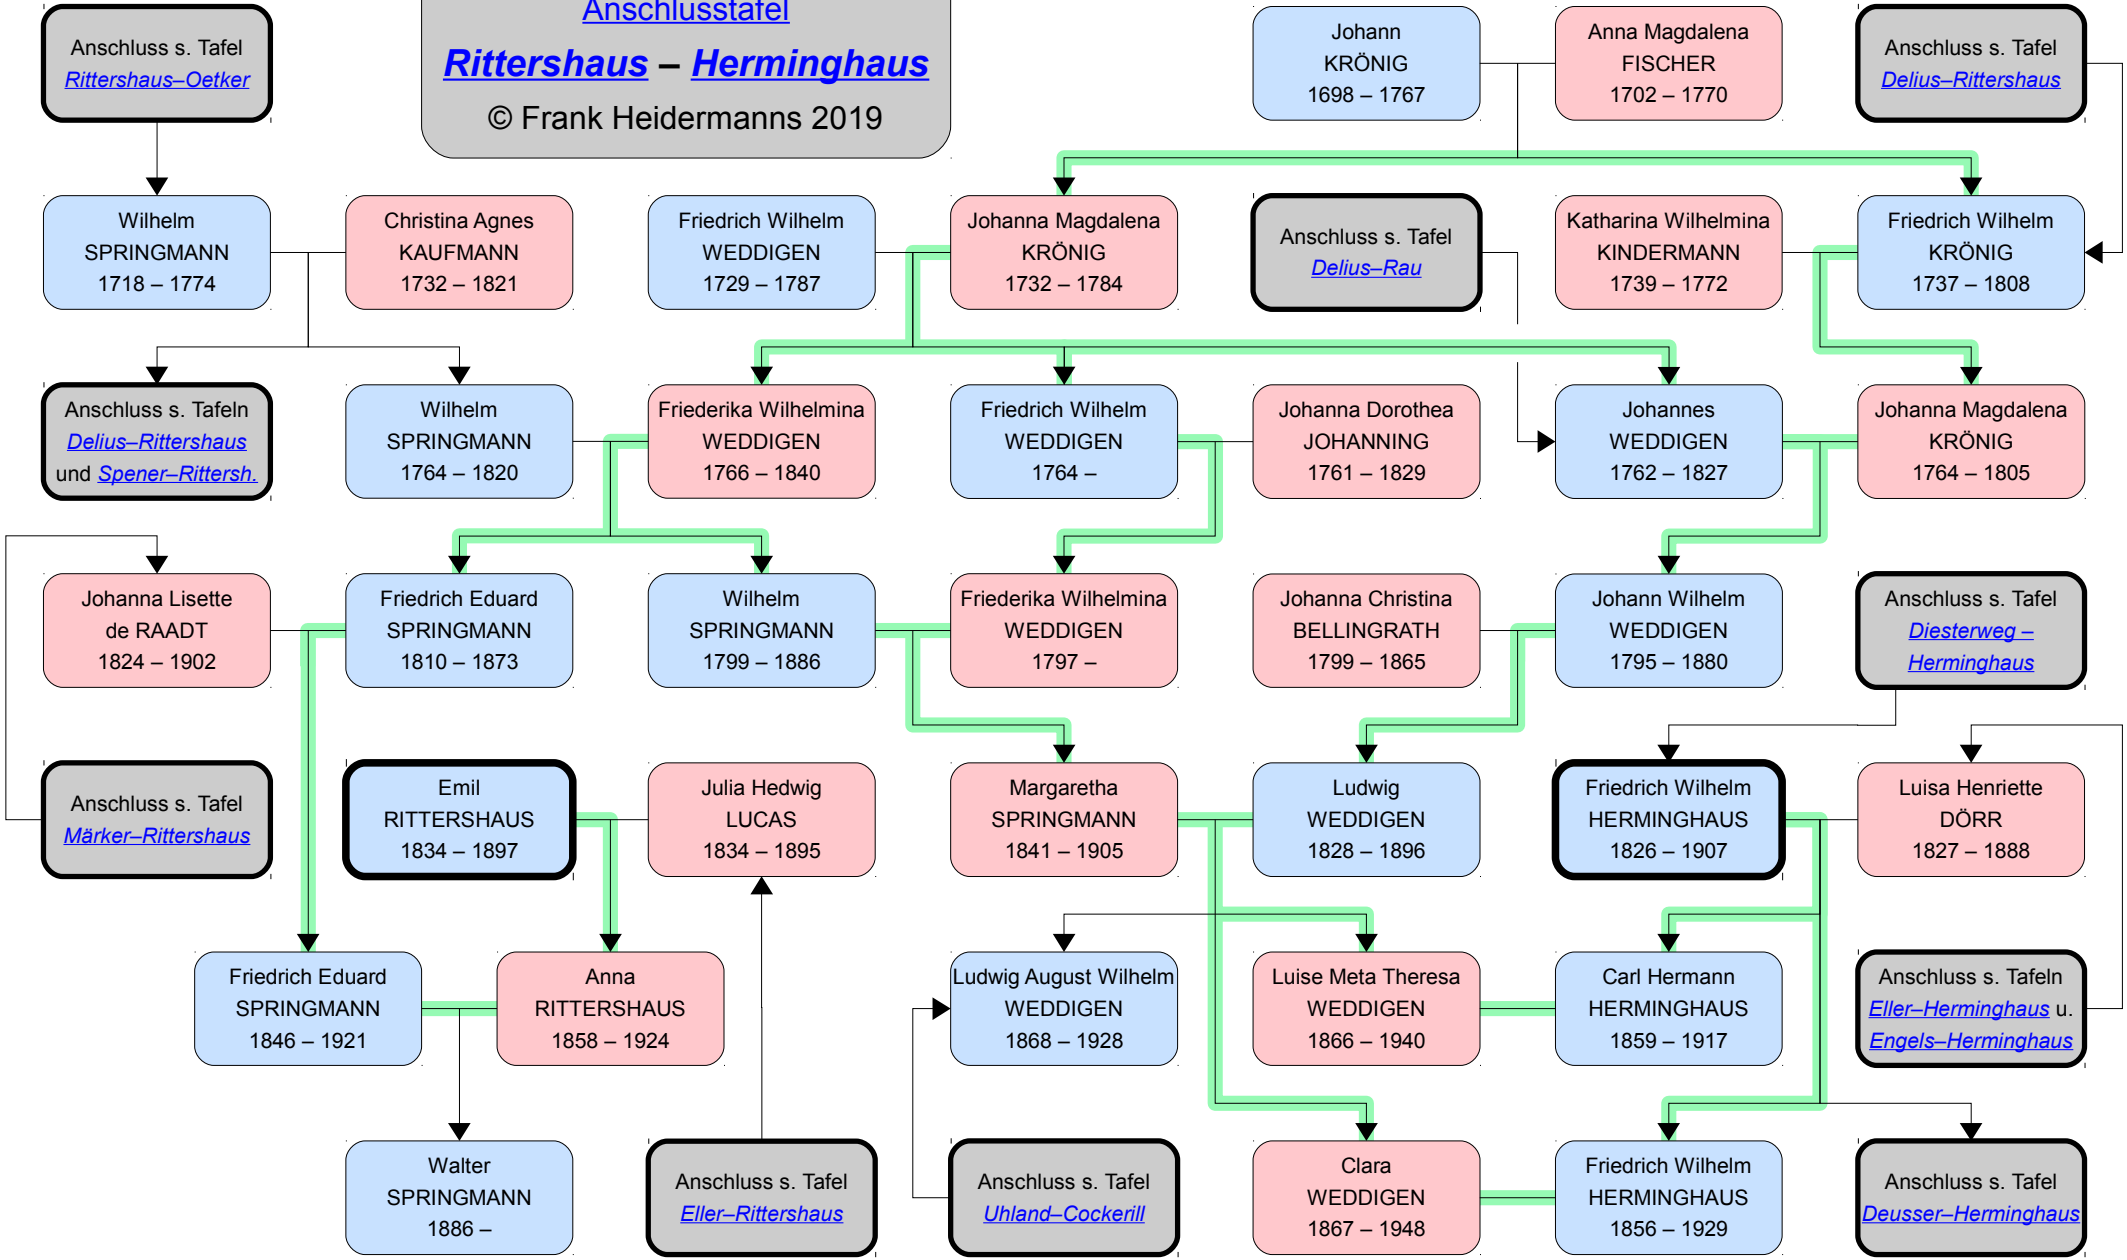 Anschluss s. Tafel
Rittershaus–Oetker
Anschlusstafel
Rittershaus – Herminghaus
© Frank Heidermanns 2019
Johann
KRÖNIG
1698 – 1767
Anna Magdalena
FISCHER
1702 – 1770
Anschluss s. Tafel
Delius–Rittershaus
Wilhelm
SPRINGMANN
1718 – 1774
Christina Agnes
KAUFMANN
1732 – 1821
Friedrich Wilhelm
WEDDIGEN
1729 – 1787
Johanna Magdalena
KRÖNIG
1732 – 1784
Anschluss s. Tafel
Delius–Rau
Katharina Wilhelmina
KINDERMANN
1739 – 1772
Friedrich Wilhelm
KRÖNIG
1737 – 1808
Anschluss s. Tafeln
Delius–Rittershaus
und Spener–Rittersh.
Wilhelm
SPRINGMANN
1764 – 1820
Friederika Wilhelmina
WEDDIGEN
1766 – 1840
Friedrich Wilhelm
WEDDIGEN
1764 –
Johanna Dorothea
JOHANNING
1761 – 1829
Johannes
WEDDIGEN
1762 – 1827
Johanna Magdalena
KRÖNIG
1764 – 1805
Johanna Lisette
de RAADT
1824 – 1902
Friedrich Eduard
SPRINGMANN
1810 – 1873
Wilhelm
SPRINGMANN
1799 – 1886
Friederika Wilhelmina
WEDDIGEN
1797 –
Johanna Christina
BELLINGRATH
1799 – 1865
Johann Wilhelm
WEDDIGEN
1795 – 1880
Anschluss s. Tafel
Diesterweg –
Herminghaus
Anschluss s. Tafel
Märker–Rittershaus
Emil
RITTERSHAUS
1834 – 1897
Julia Hedwig
LUCAS
1834 – 1895
Margaretha
SPRINGMANN
1841 – 1905
Ludwig
WEDDIGEN
1828 – 1896
Friedrich Wilhelm
HERMINGHAUS
1826 – 1907
Luisa Henriette
DÖRR
1827 – 1888
Friedrich Eduard
SPRINGMANN
1846 – 1921
Anna
RITTERSHAUS
1858 – 1924
Ludwig August Wilhelm
WEDDIGEN
1868 – 1928
Luise Meta Theresa
WEDDIGEN
1866 – 1940
Carl Hermann
HERMINGHAUS
1859 – 1917
Anschluss s. Tafeln
Eller–Herminghaus u.
Engels–Herminghaus
Walter
SPRINGMANN
1886 –
Anschluss s. Tafel
Eller–Rittershaus
Anschluss s. Tafel
Uhland–Cockerill
Clara
WEDDIGEN
1867 – 1948
Friedrich Wilhelm
HERMINGHAUS
1856 – 1929
Anschluss s. Tafel
Deusser–Herminghaus